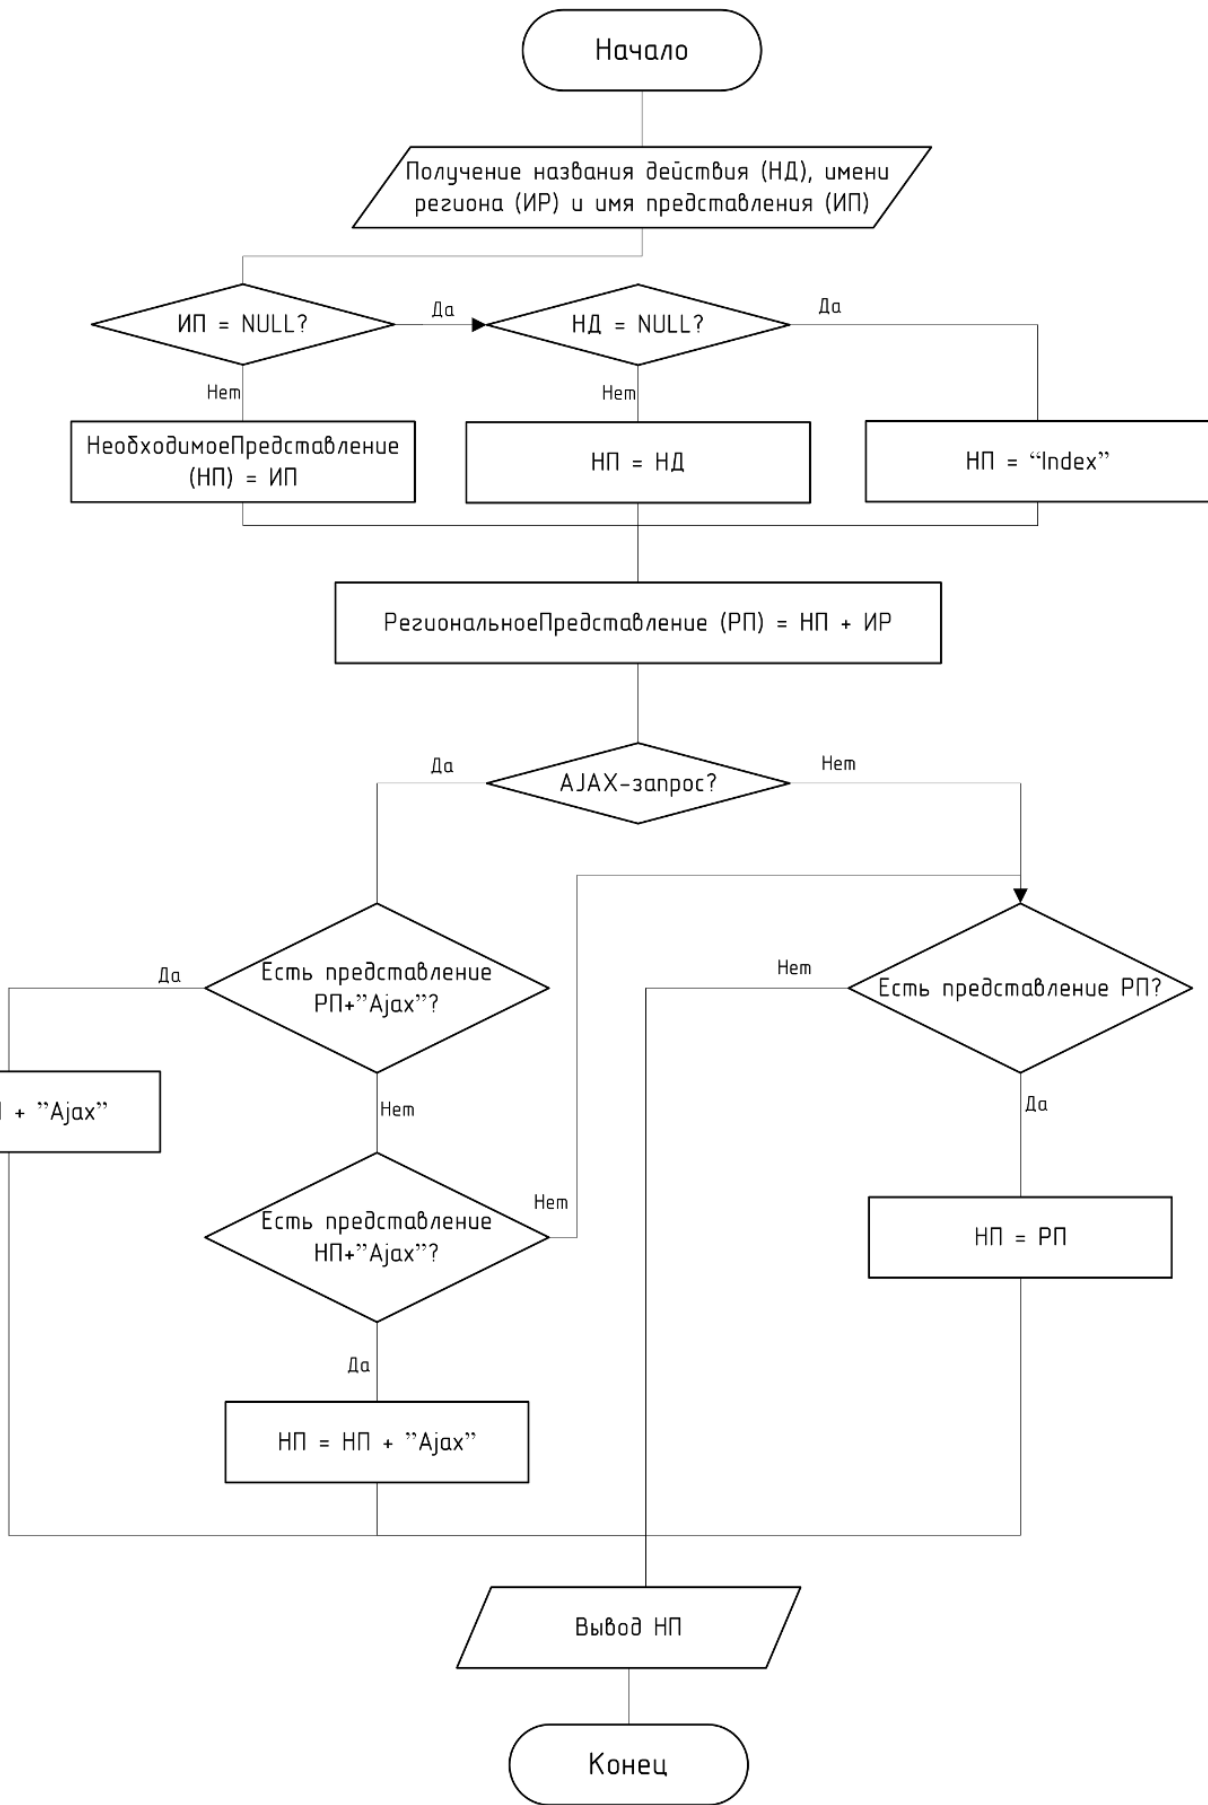 Начало
Получение названия действия (НД), имени
региона (ИР) и имя представления (ИП)
ИП = NULL?
Да
НД = NULL?
Да
Нет
Нет
НеобходимоеПредставление
(НП) = ИП
НП = НД
НП = “Index”
РегиональноеПредставление (РП) = НП + ИР
Да
AJAX-запрос?
Нет
Да
Есть представление
РП+”Ajax”?
Нет
Есть представление РП?
+ ”Ajax”
Нет
Да
Есть представление
НП+”Ajax”?
Нет
НП = РП
Да
НП = НП + ”Ajax”
Вывод НП
Конец